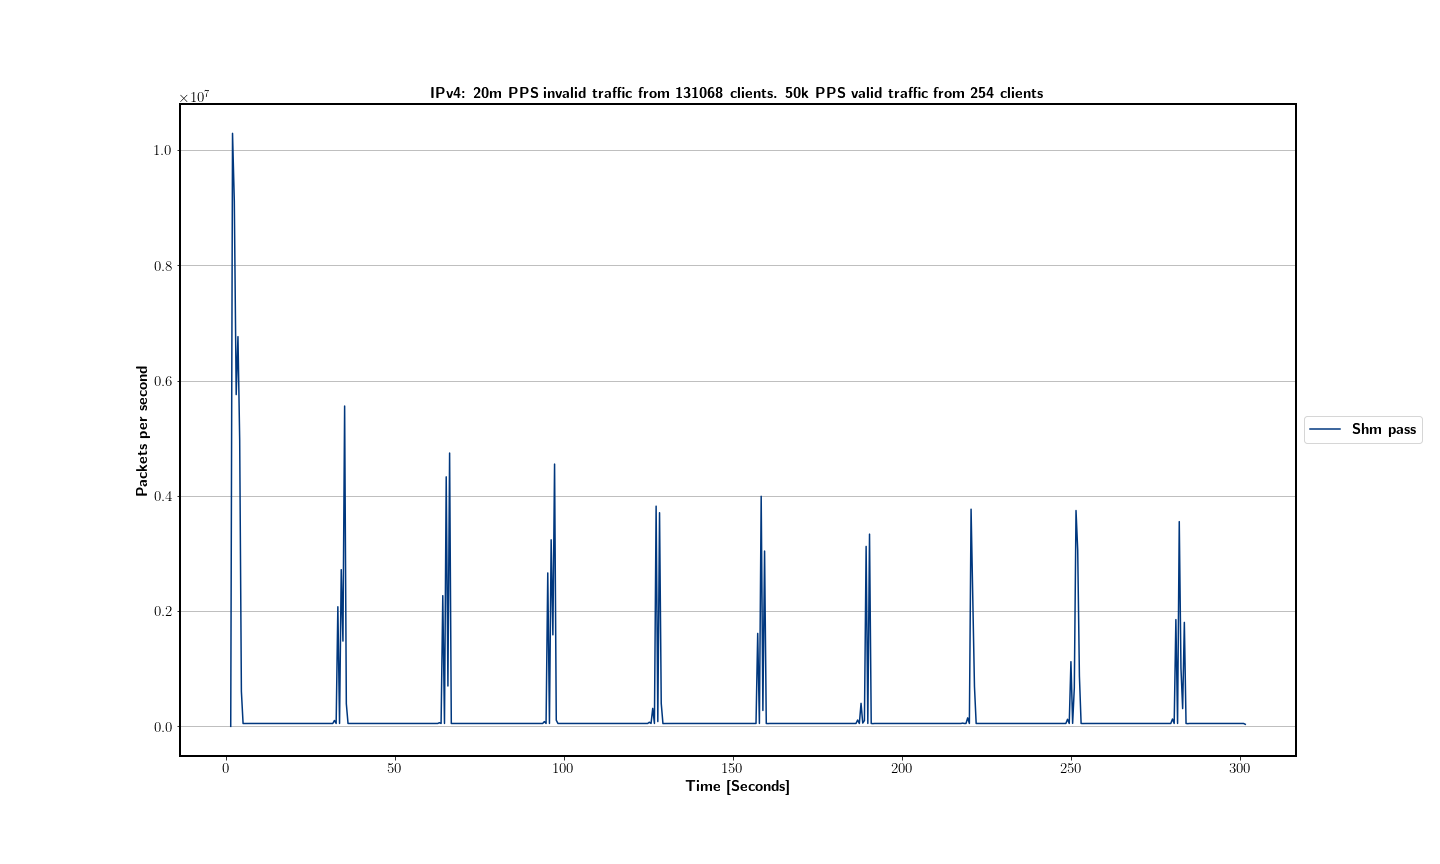 IPv4: 20m PPS invalid traffic from 131068 clients. 50k PPS valid traffic from 254 clients
×10⁷
1.0
0.8
0.6
0.4
0.2
0.0
Packets per second
0 50 100 150 200 250 300
Time [Seconds]
Shm pass